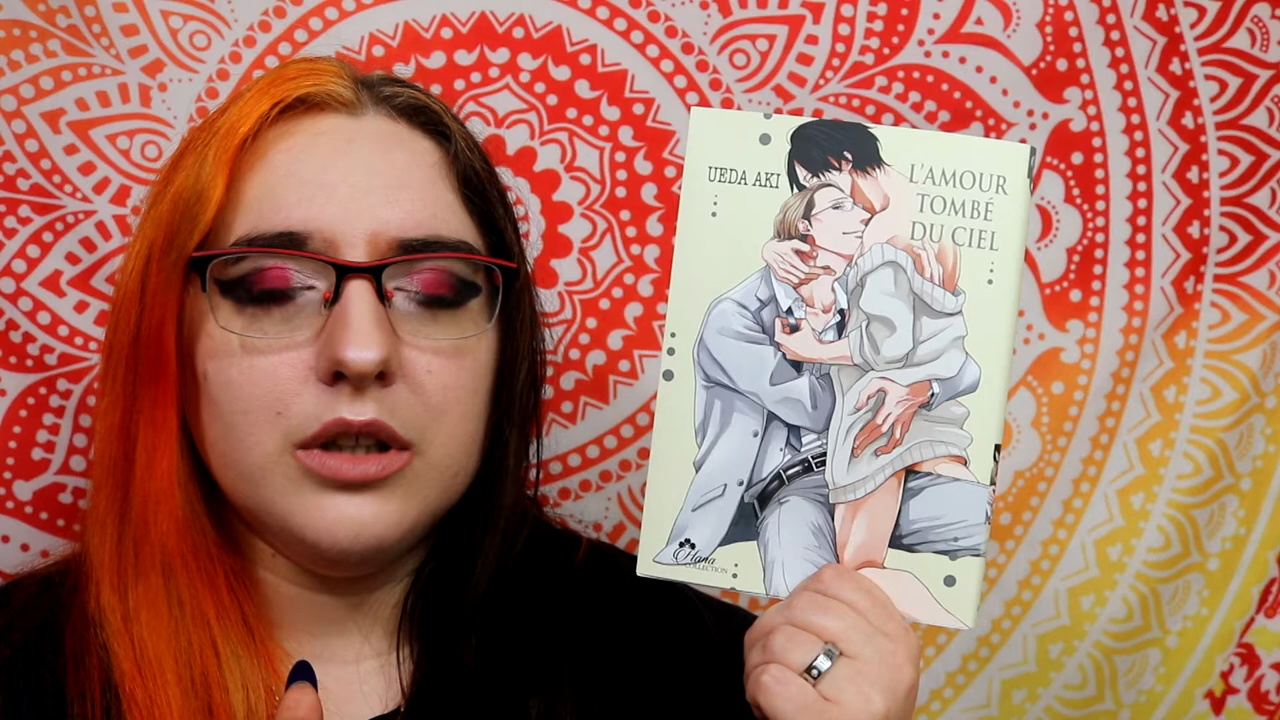 UEDA AKI
L'AMOUR
TOMBÉ
DU CIEL
Hana
COLLECTION